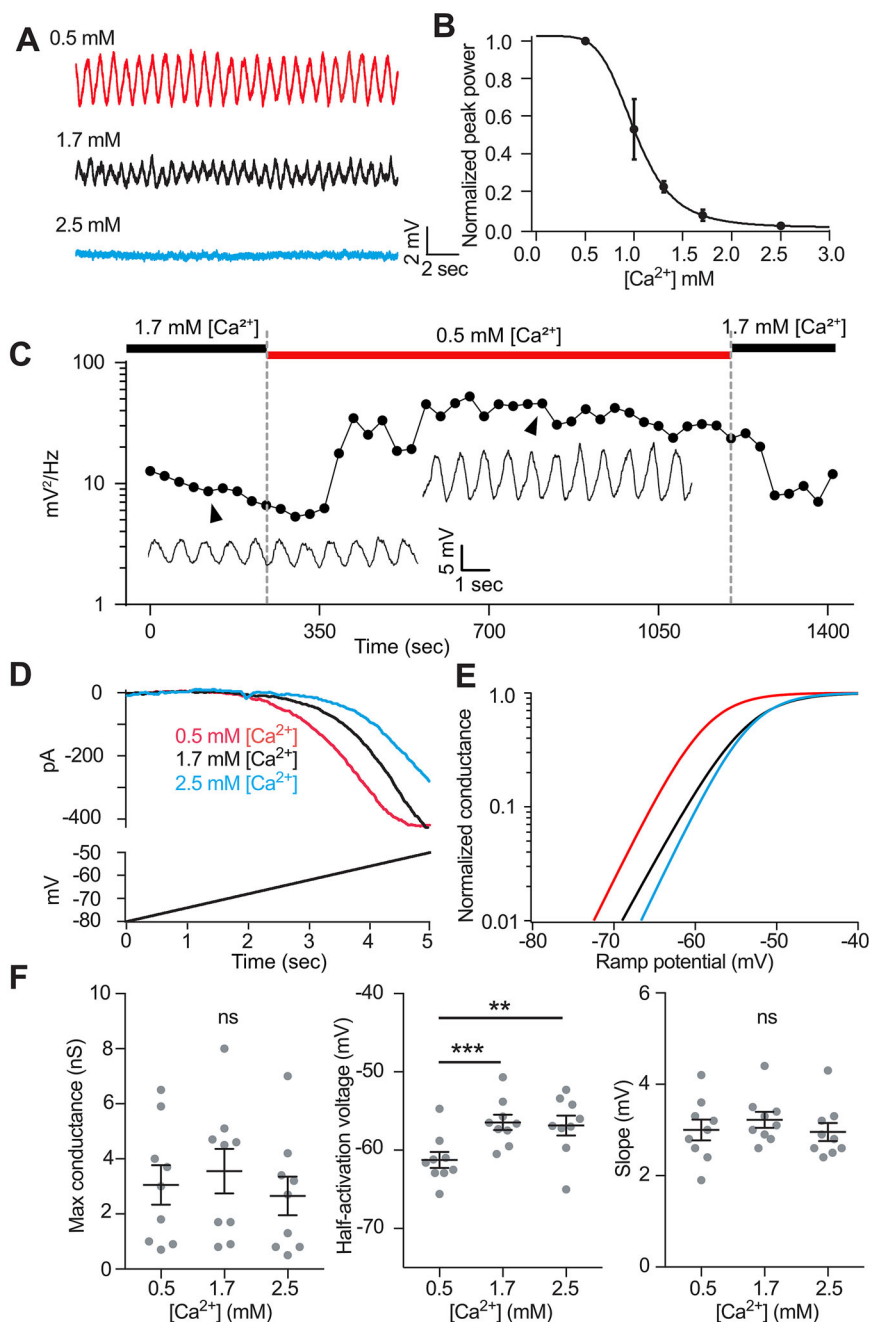 A
0.5 mM
1.7 mM
2.5 mM
2 mV
2 sec
B
Normalized peak power
1.0
0.8
0.6
0.4
0.2
0.0
0.0 0.5 1.0 1.5 2.0 2.5 3.0
[Ca²⁺] mM
C
1.7 mM [Ca²⁺]
0.5 mM [Ca²⁺]
1.7 mM [Ca²⁺]
mV²/Hz
100
10
1
5 mV
1 sec
0 350 700 1050 1400
Time (sec)
D
pA
0
-200
-400
0.5 mM [Ca²⁺]
1.7 mM [Ca²⁺]
2.5 mM [Ca²⁺]
mV
-50
-60
-70
-80
0 1 2 3 4 5
Time (sec)
E
Normalized conductance
1.0
0.1
0.01
-80 -70 -60 -50 -40
Ramp potential (mV)
F
Max conductance (nS)
10
8
6
4
2
0
ns
0.5 1.7 2.5
[Ca²⁺] (mM)
Half-activation voltage (mV)
-40
-50
-60
-70
**
***
0.5 1.7 2.5
[Ca²⁺] (mM)
Slope (mV)
6
4
2
0
ns
0.5 1.7 2.5
[Ca²⁺] (mM)